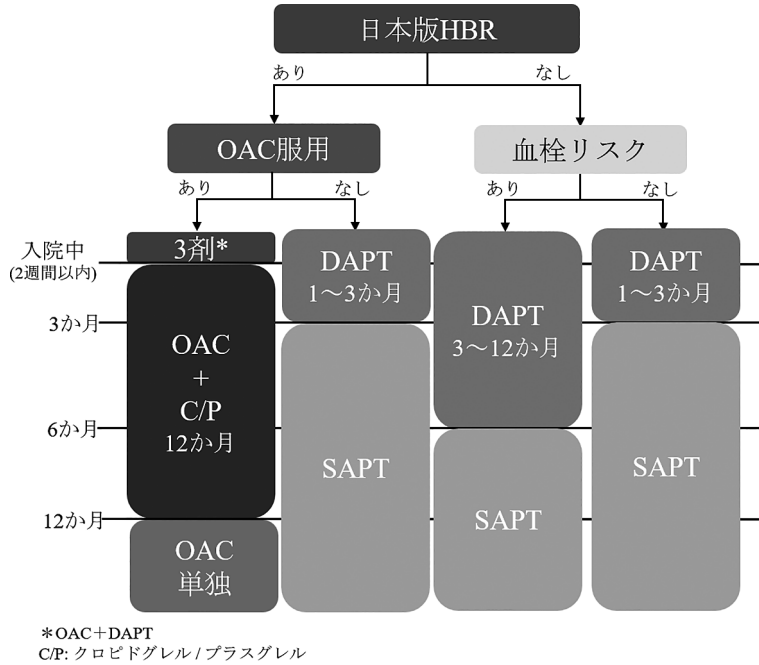 日本版HBR
あり
なし
OAC服用
血栓リスク
あり
なし
あり
なし
入院中
(2週間以内)
3剤*
DAPT
1～3か月
DAPT
3～12か月
DAPT
1～3か月
3か月
OAC
+
C/P
12か月
6か月
SAPT
SAPT
SAPT
12か月
OAC
単独
＊OAC＋DAPT
C/P: クロピドグレル / プラスグレル